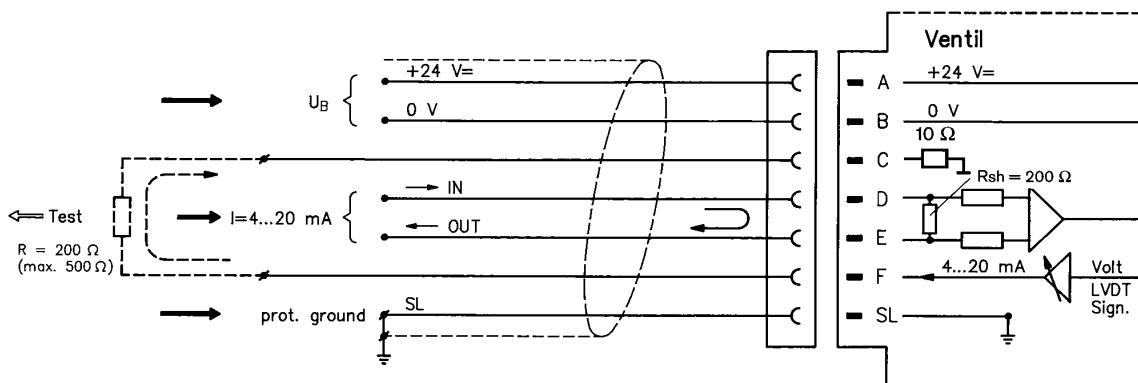 Ventil
+24 V=
A
+24 V=
U_B
0 V
B
0 V
10 Ω
C
Rsh = 200 Ω
IN
D
Test
I=4...20 mA
OUT
E
R = 200 Ω
(max. 500 Ω)
F
4...20 mA
Volt
LVDT
Sign.
prot. ground
SL
SL